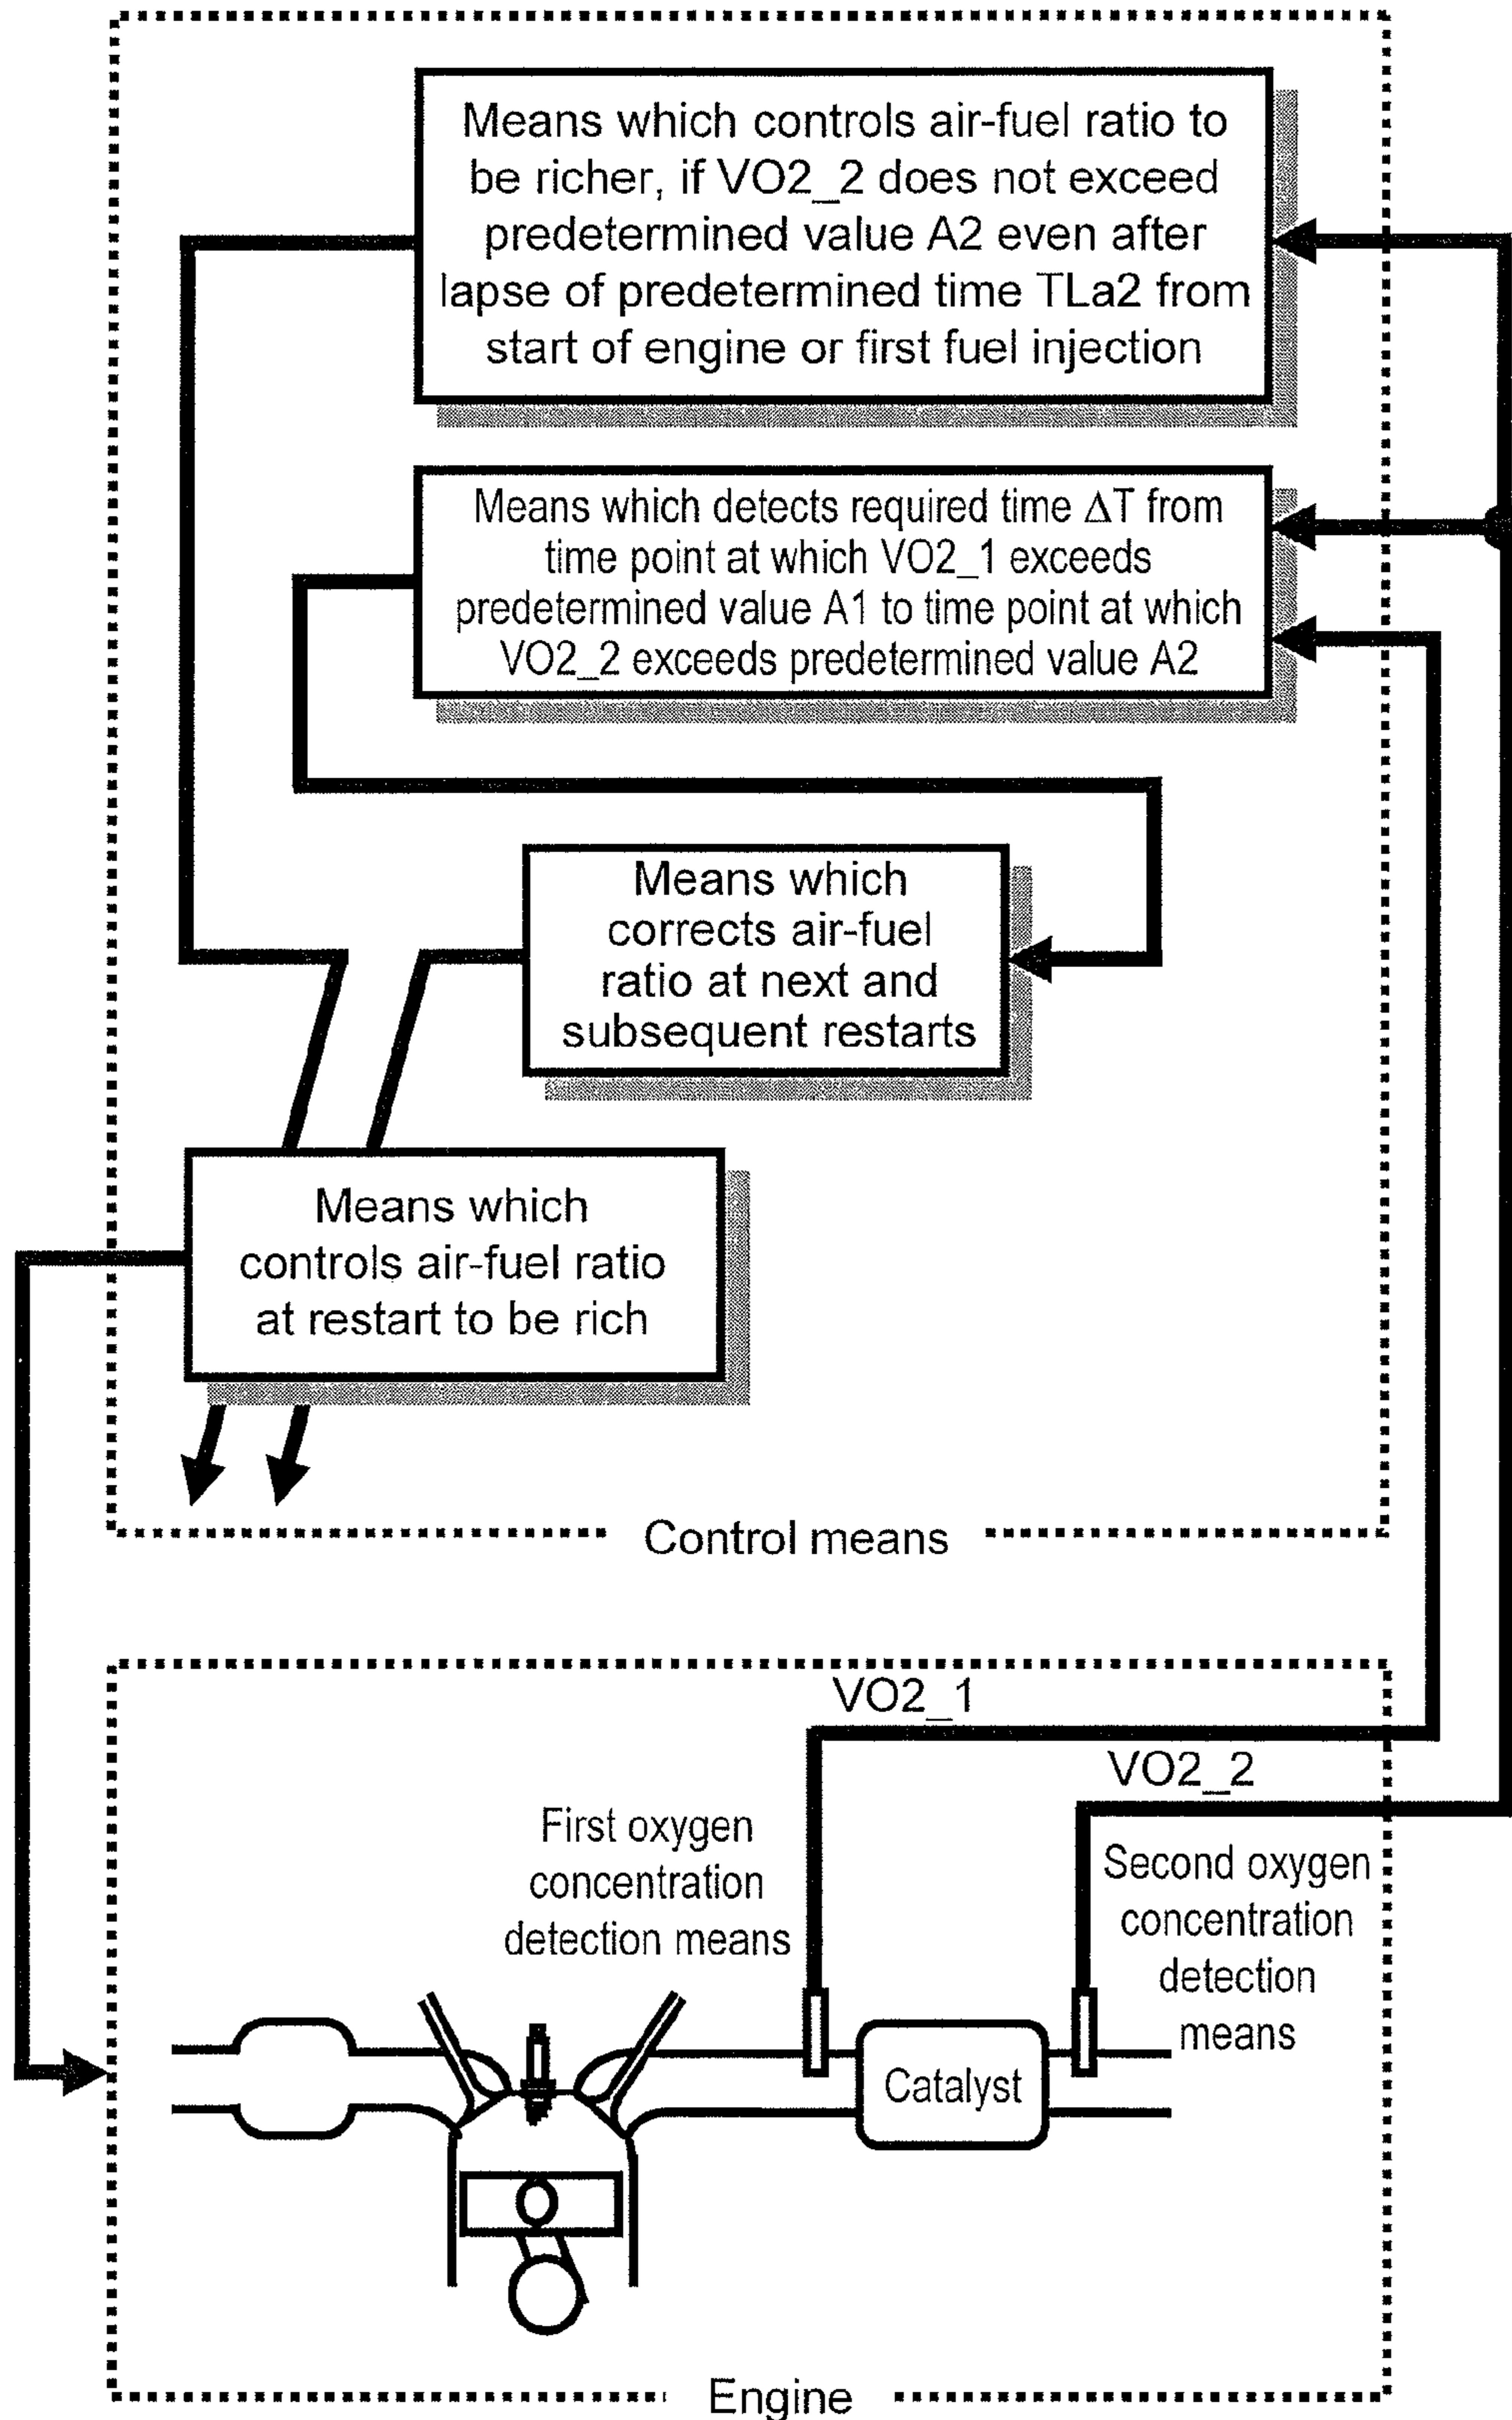 Means which controls air-fuel ratio to
be richer, if VO2_2 does not exceed
predetermined value A2 even after
lapse of predetermined time TLa2 from
start of engine or first fuel injection
Means which detects required time ΔT from
time point at which VO2_1 exceeds
predetermined value A1 to time point at which
VO2_2 exceeds predetermined value A2
Means which
corrects air-fuel
ratio at next and
subsequent restarts
Means which
controls air-fuel ratio
at restart to be rich
Control means
VO2_1
VO2_2
First oxygen
concentration
detection means
Second oxygen
concentration
detection
means
Catalyst
Engine